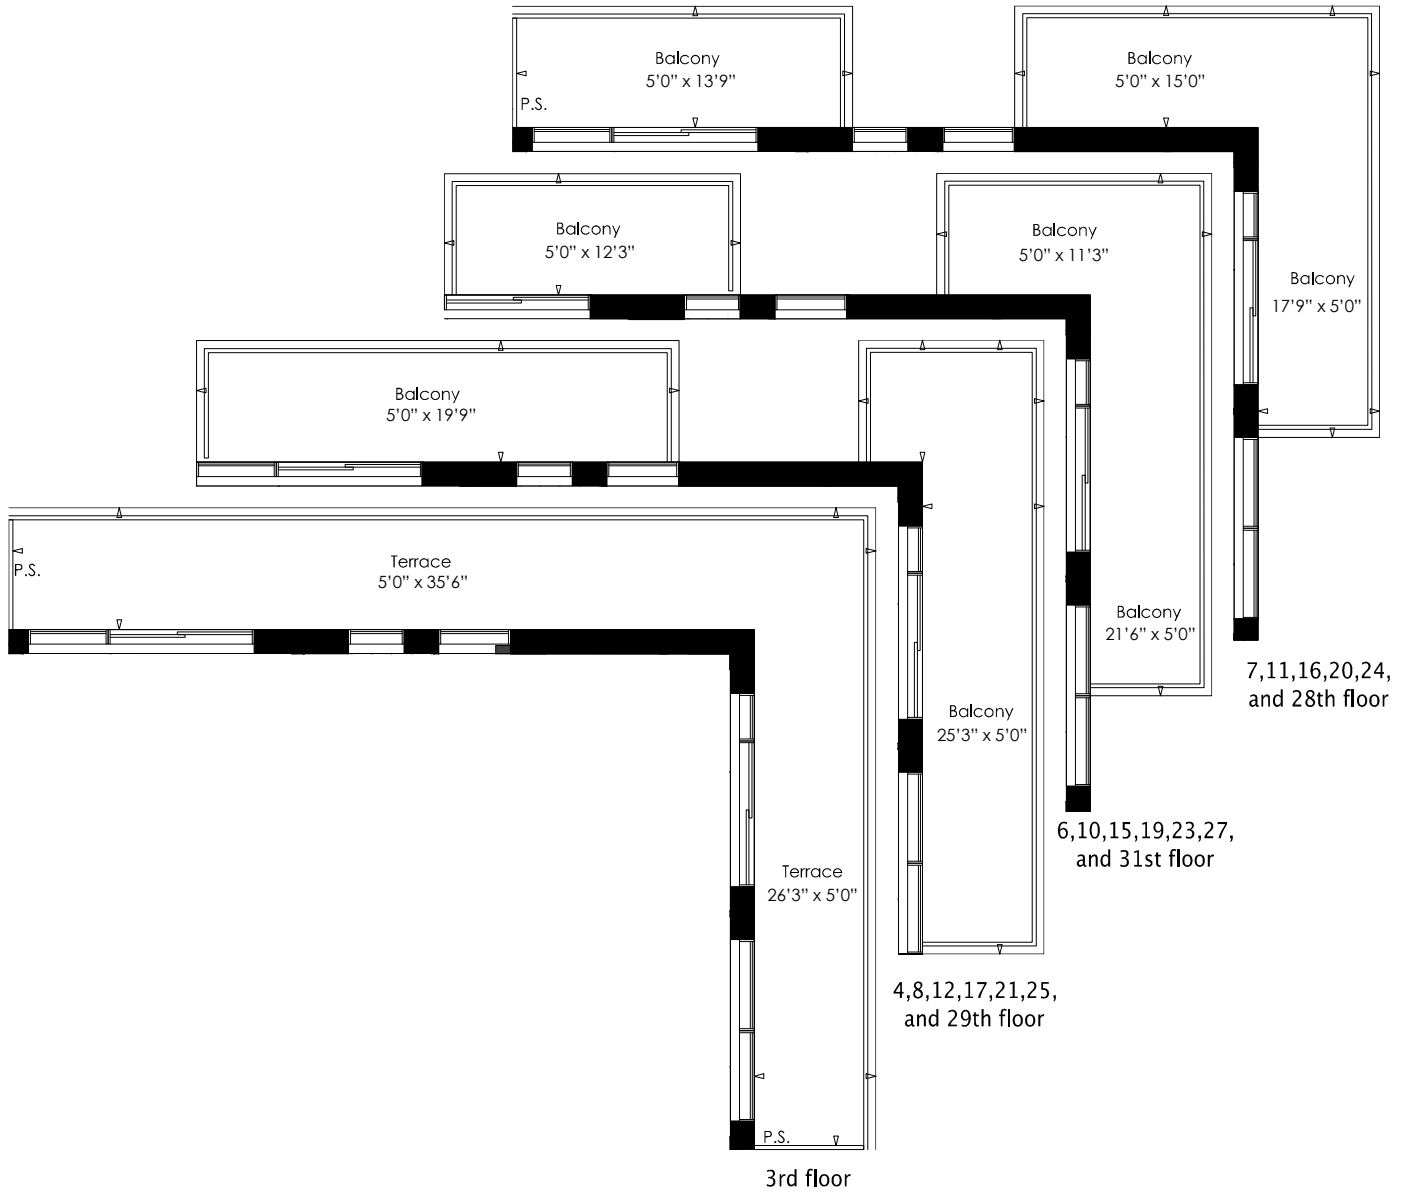 Balcony
5’0” x 13’9”
P.S.
Balcony
5’0” x 15’0”
Balcony
17’9” x 5’0”
7,11,16,20,24,
and 28th floor
Balcony
5’0” x 12’3”
Balcony
5’0” x 11’3”
Balcony
21’6” x 5’0”
6,10,15,19,23,27,
and 31st floor
Balcony
5’0” x 19’9”
Balcony
25’3” x 5’0”
4,8,12,17,21,25,
and 29th floor
Terrace
5’0” x 35’6”
P.S.
Terrace
26’3” x 5’0”
P.S.
3rd floor